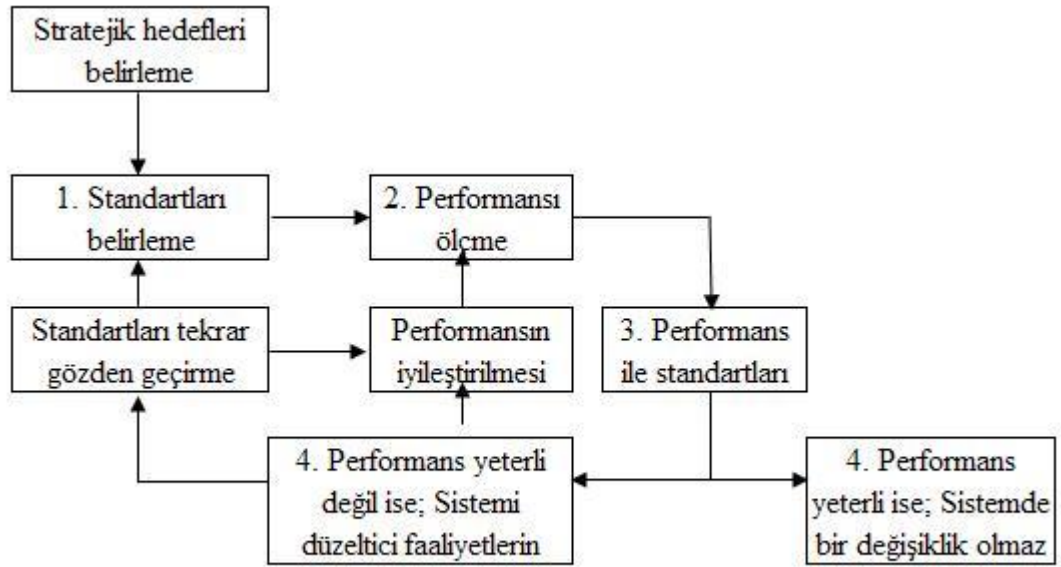 Stratejik hedefleri
belirleme
1. Standartları
belirleme
2. Performansı
ölçme
Standartları tekrar
gözden geçirme
Performansın
iyileştirilmesi
3. Performans
ile standartları
4. Performans yeterli
değil ise; Sistemi
düzeltici faaliyetlerin
4. Performans
yeterli ise; Sistemde
bir değişiklik olmaz